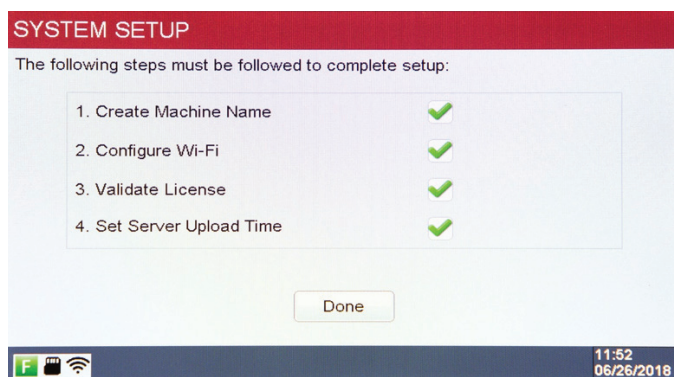 SYSTEM SETUP
The following steps must be followed to complete setup:
1. Create Machine Name
2. Configure Wi-Fi
3. Validate License
4. Set Server Upload Time
Done
F
11:52
06/26/2018